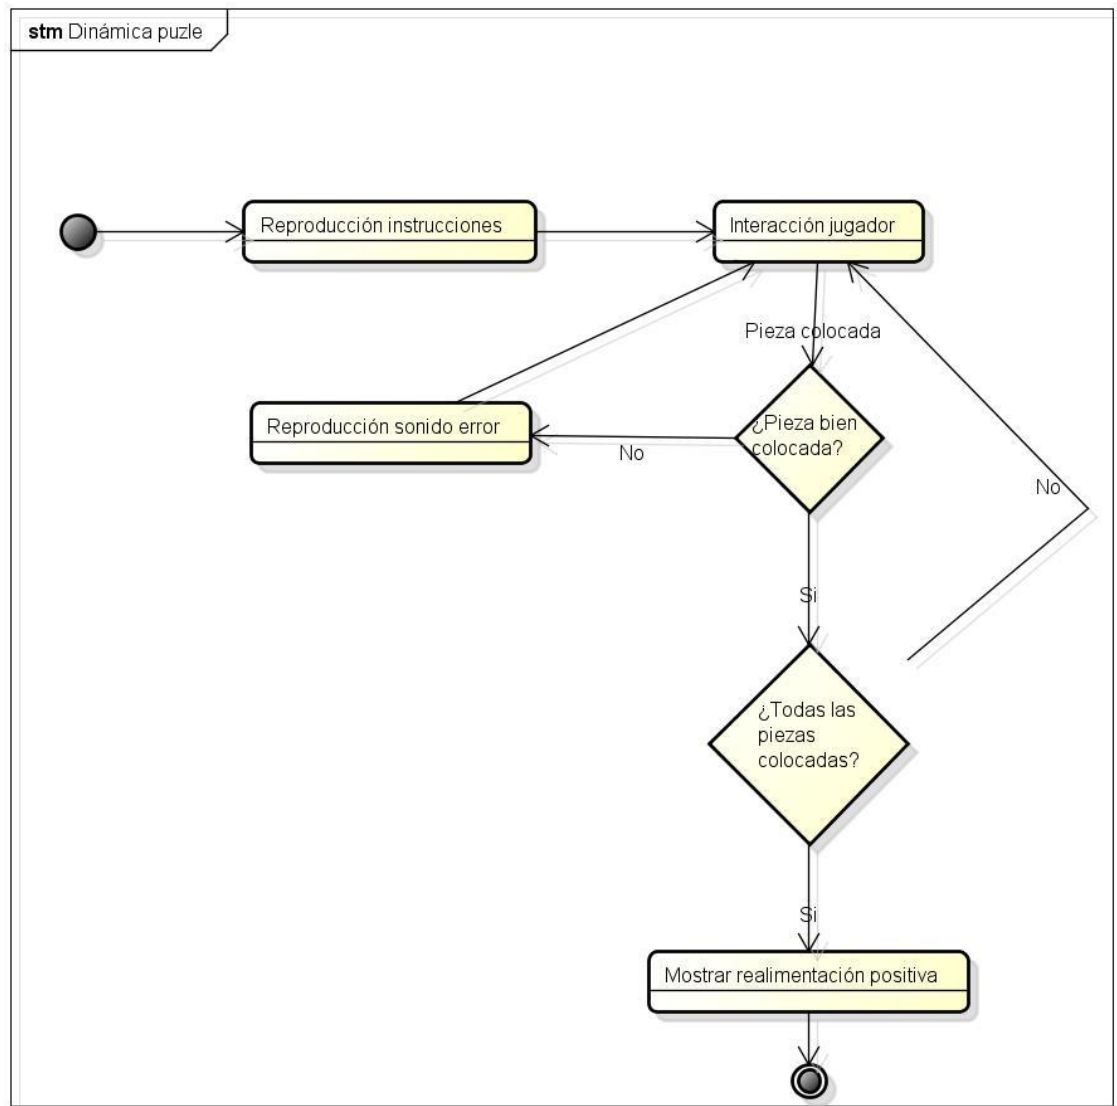 stm Dinámica puzle
Reproducción instrucciones
Interacción jugador
Pieza colocada
Reproducción sonido error
No
¿Pieza bien
colocada?
No
Si
¿Todas las
piezas
colocadas?
Si
Mostrar realimentación positiva